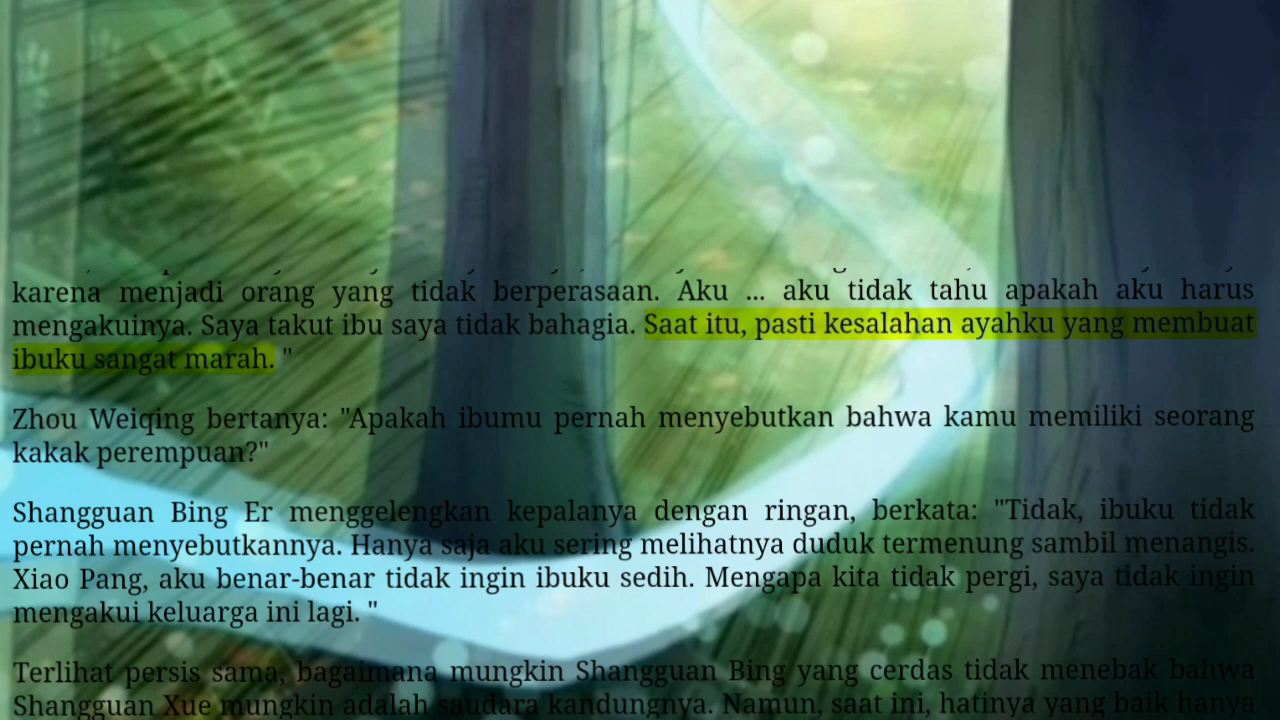 karena menjadi orang yang tidak berperasaan. Aku ... aku tidak tahu apakah aku harus
mengakuinya. Saya takut ibu saya tidak bahagia. Saat itu, pasti kesalahan ayahku yang membuat
ibuku sangat marah. "
Zhou Weiqing bertanya: "Apakah ibumu pernah menyebutkan bahwa kamu memiliki seorang
kakak perempuan?"
Shangguan Bing Er menggelengkan kepalanya dengan ringan, berkata: "Tidak, ibuku tidak
pernah menyebutkannya. Hanya saja aku sering melihatnya duduk termenung sambil menangis.
Xiao Pang, aku benar-benar tidak ingin ibuku sedih. Mengapa kita tidak pergi, saya tidak ingin
mengakui keluarga ini lagi. "
Terlihat persis sama, bagaimana mungkin Shangguan Bing yang cerdas tidak menebak bahwa
Shangguan Xue mungkin adalah saudara kandungnya. Namun, saat ini, hatinya yang baik hanya